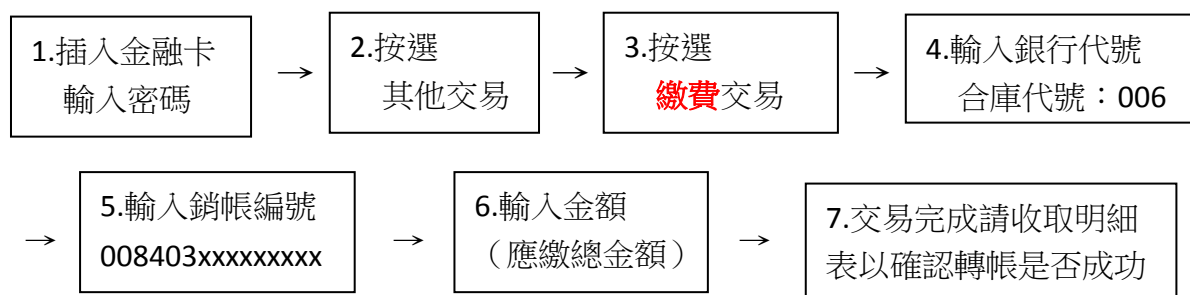 1.插入金融卡
輸入密碼
→
2.按選
其他交易
→
3.按選
繳費交易
→
4.輸入銀行代號
合庫代號：006
→
5.輸入銷帳編號
008403xxxxxxxxx
→
6.輸入金額
（應繳總金額）
→
7.交易完成請收取明細
表以確認轉帳是否成功